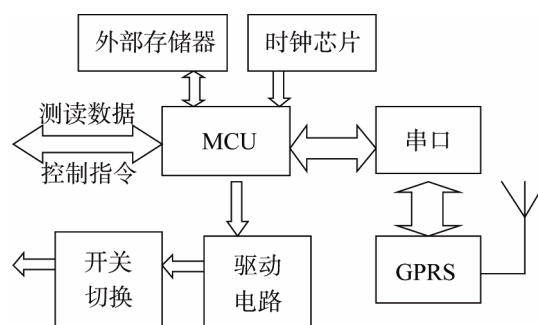 外部存储器
时钟芯片
测读数据
MCU
串口
控制指令
开关
切换
驱动
电路
GPRS